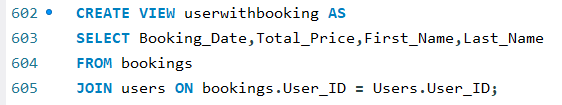 602 CREATE VIEW userwithbooking AS
603 SELECT Booking_Date,Total_Price,First_Name,Last_Name
604 FROM bookings
605 JOIN users ON bookings.User_ID = Users.User_ID;